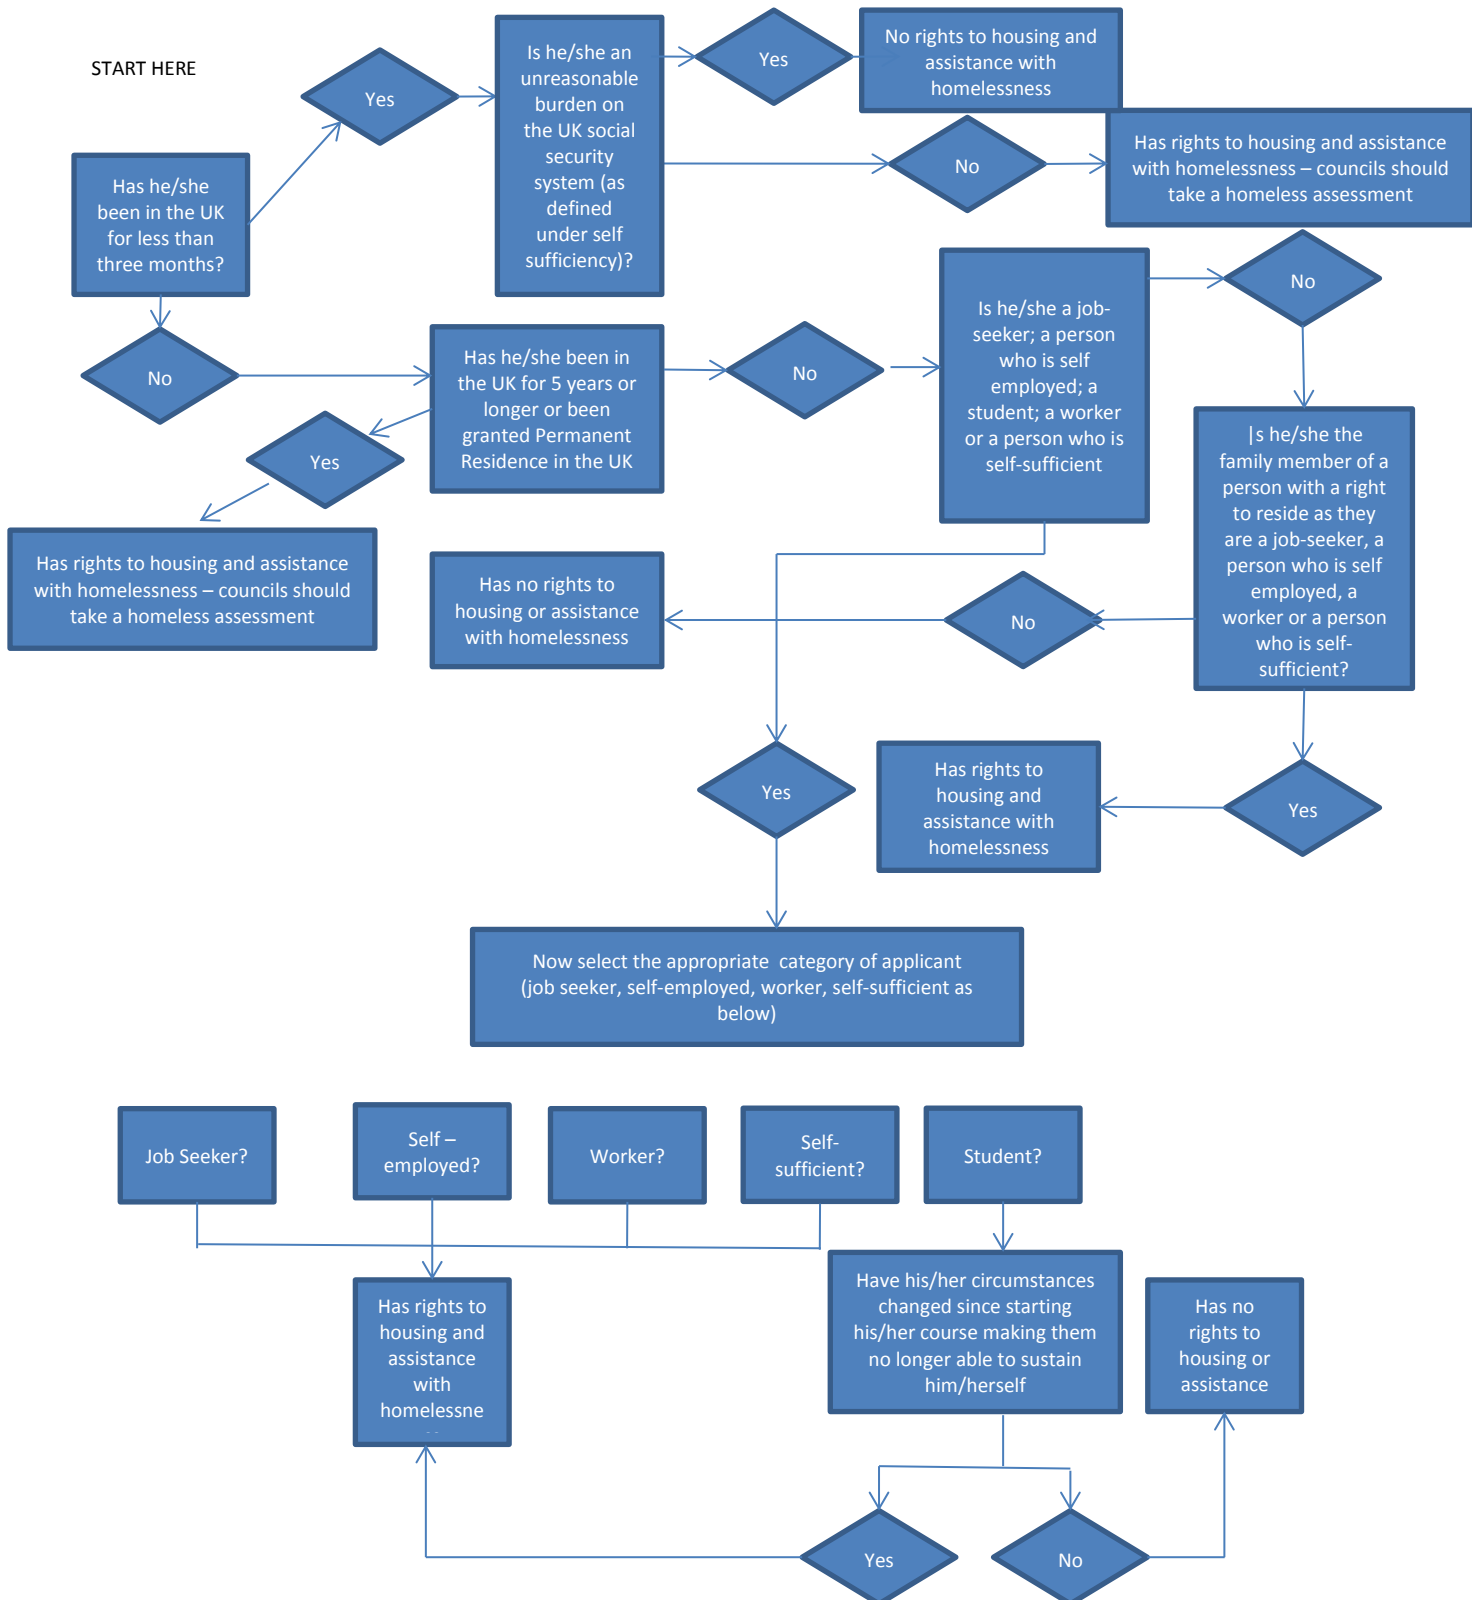 START HERE
Yes
Is he/she an
unreasonable
burden on
the UK social
security
system (as
defined
under self
sufficiency)?
Yes
No rights to housing and
assistance with
homelessness
No
Has rights to housing and assistance
with homelessness – councils should
take a homeless assessment
Has he/she
been in the UK
for less than
three months?
No
Has he/she been in
the UK for 5 years or
longer or been
granted Permanent
Residence in the UK
No
Is he/she a job-
seeker; a person
who is self
employed; a
student; a worker
or a person who is
self-sufficient
No
Yes
Has rights to housing and assistance
with homelessness – councils should
take a homeless assessment
|s he/she the
family member of a
person with a right
to reside as they
are a job-seeker, a
person who is self
employed, a
worker or a person
who is self-
sufficient?
No
Has no rights to
housing or assistance
with homelessness
Yes
Has rights to
housing and
assistance with
homelessness
Yes
Now select the appropriate  category of applicant
(job seeker, self-employed, worker, self-sufficient as
below)
Job Seeker?
Self –
employed?
Worker?
Self-
sufficient?
Student?
Has rights to
housing and
assistance
with
homelessne
Have his/her circumstances
changed since starting
his/her course making them
no longer able to sustain
him/herself
Has no
rights to
housing or
assistance
Yes
No